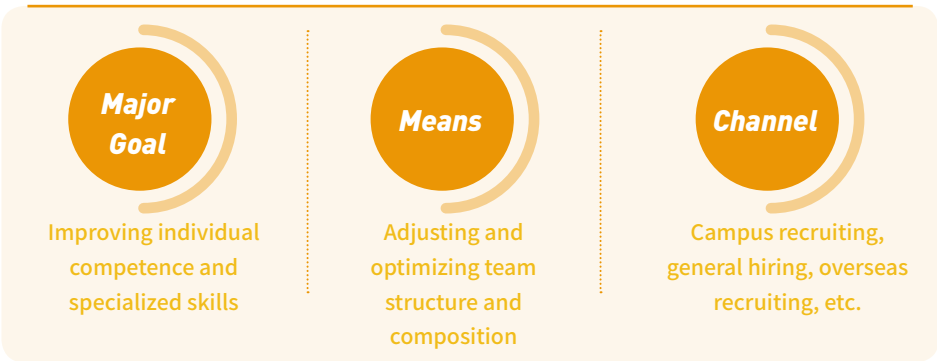 Major
Goal
Improving individual
competence and
specialized skills
Means
Adjusting and
optimizing team
structure and
composition
Channel
Campus recruiting,
general hiring, overseas
recruiting, etc.